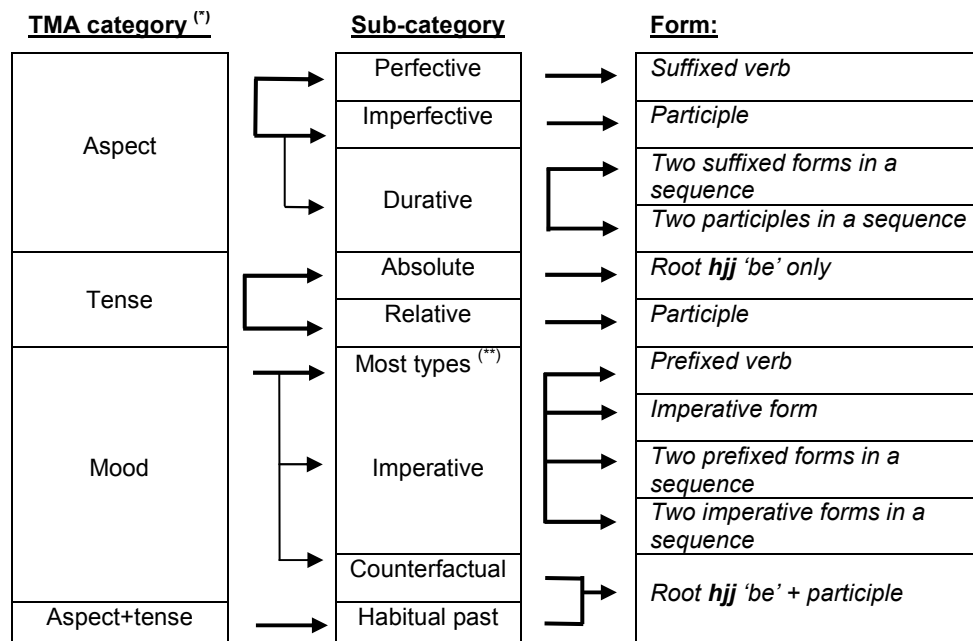 TMA category (*) Sub-category Form:
Aspect
Perfective
Imperfective
Durative
Suffixed verb
Participle
Two suffixed forms in a
sequence
Two participles in a sequence
Tense
Absolute
Relative
Root hjj 'be' only
Participle
Mood
Most types (**)
Imperative
Counterfactual
Prefixed verb
Imperative form
Two prefixed forms in a
sequence
Two imperative forms in a
sequence
Root hjj 'be' + participle
Aspect+tense
Habitual past